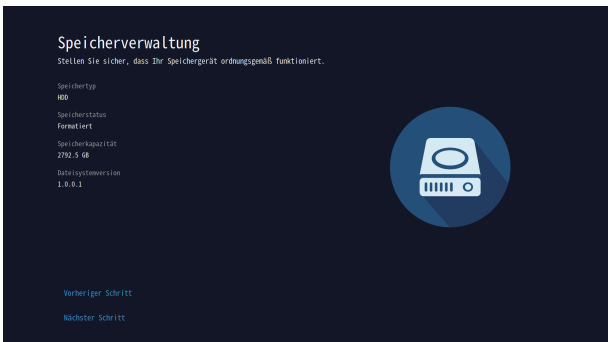 Speicherverwaltung
Stellen Sie sicher, dass Ihr Speichergerät ordnungsgemäß funktioniert.
Speichertyp
HDD
Speicherstatus
Formatiert
Speicherkapazität
2792.5 GB
Dateisystemversion
1.0.0.1
Vorheriger Schritt
Nächster Schritt